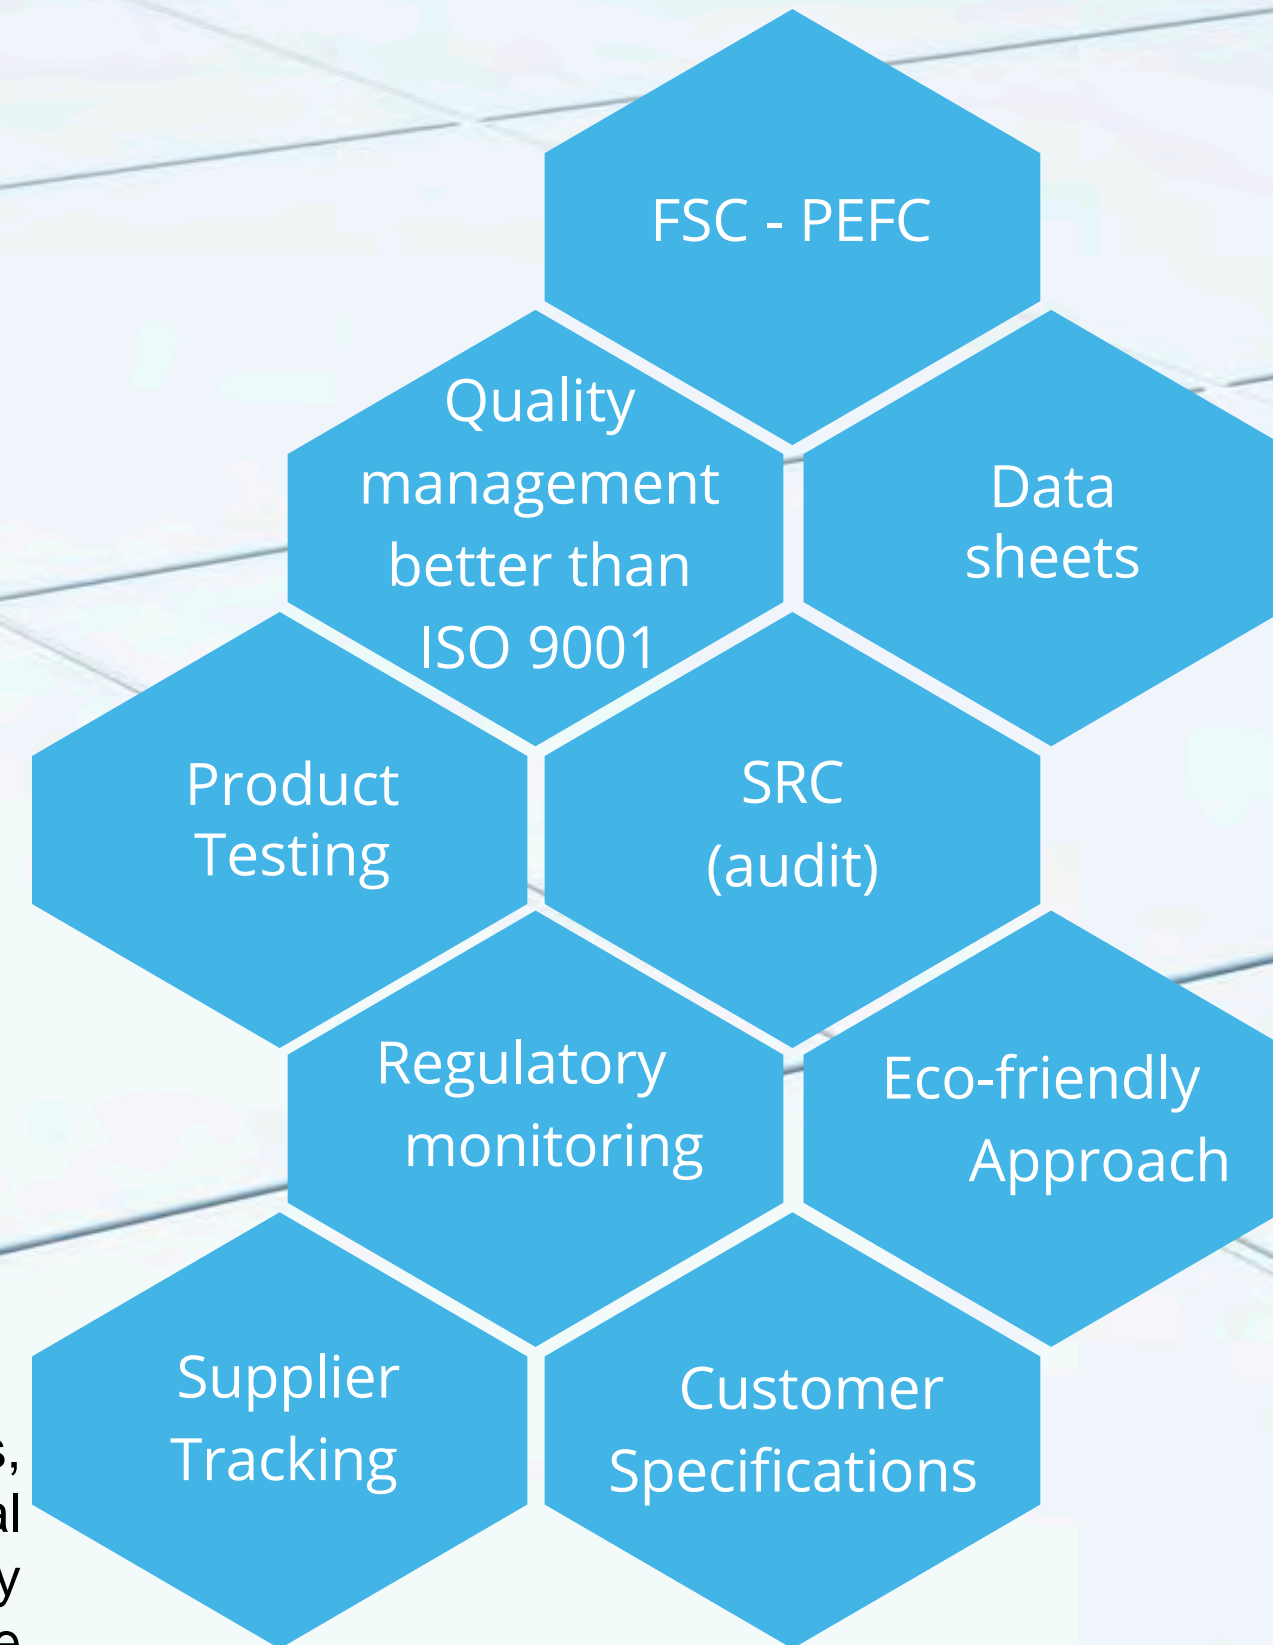 FSC - PEFC
Quality
management
better than
ISO 9001
Data
sheets
Product
Testing
SRC
(audit)
Regulatory
monitoring
Eco-friendly
Approach
Supplier
Tracking
Customer
Specifications